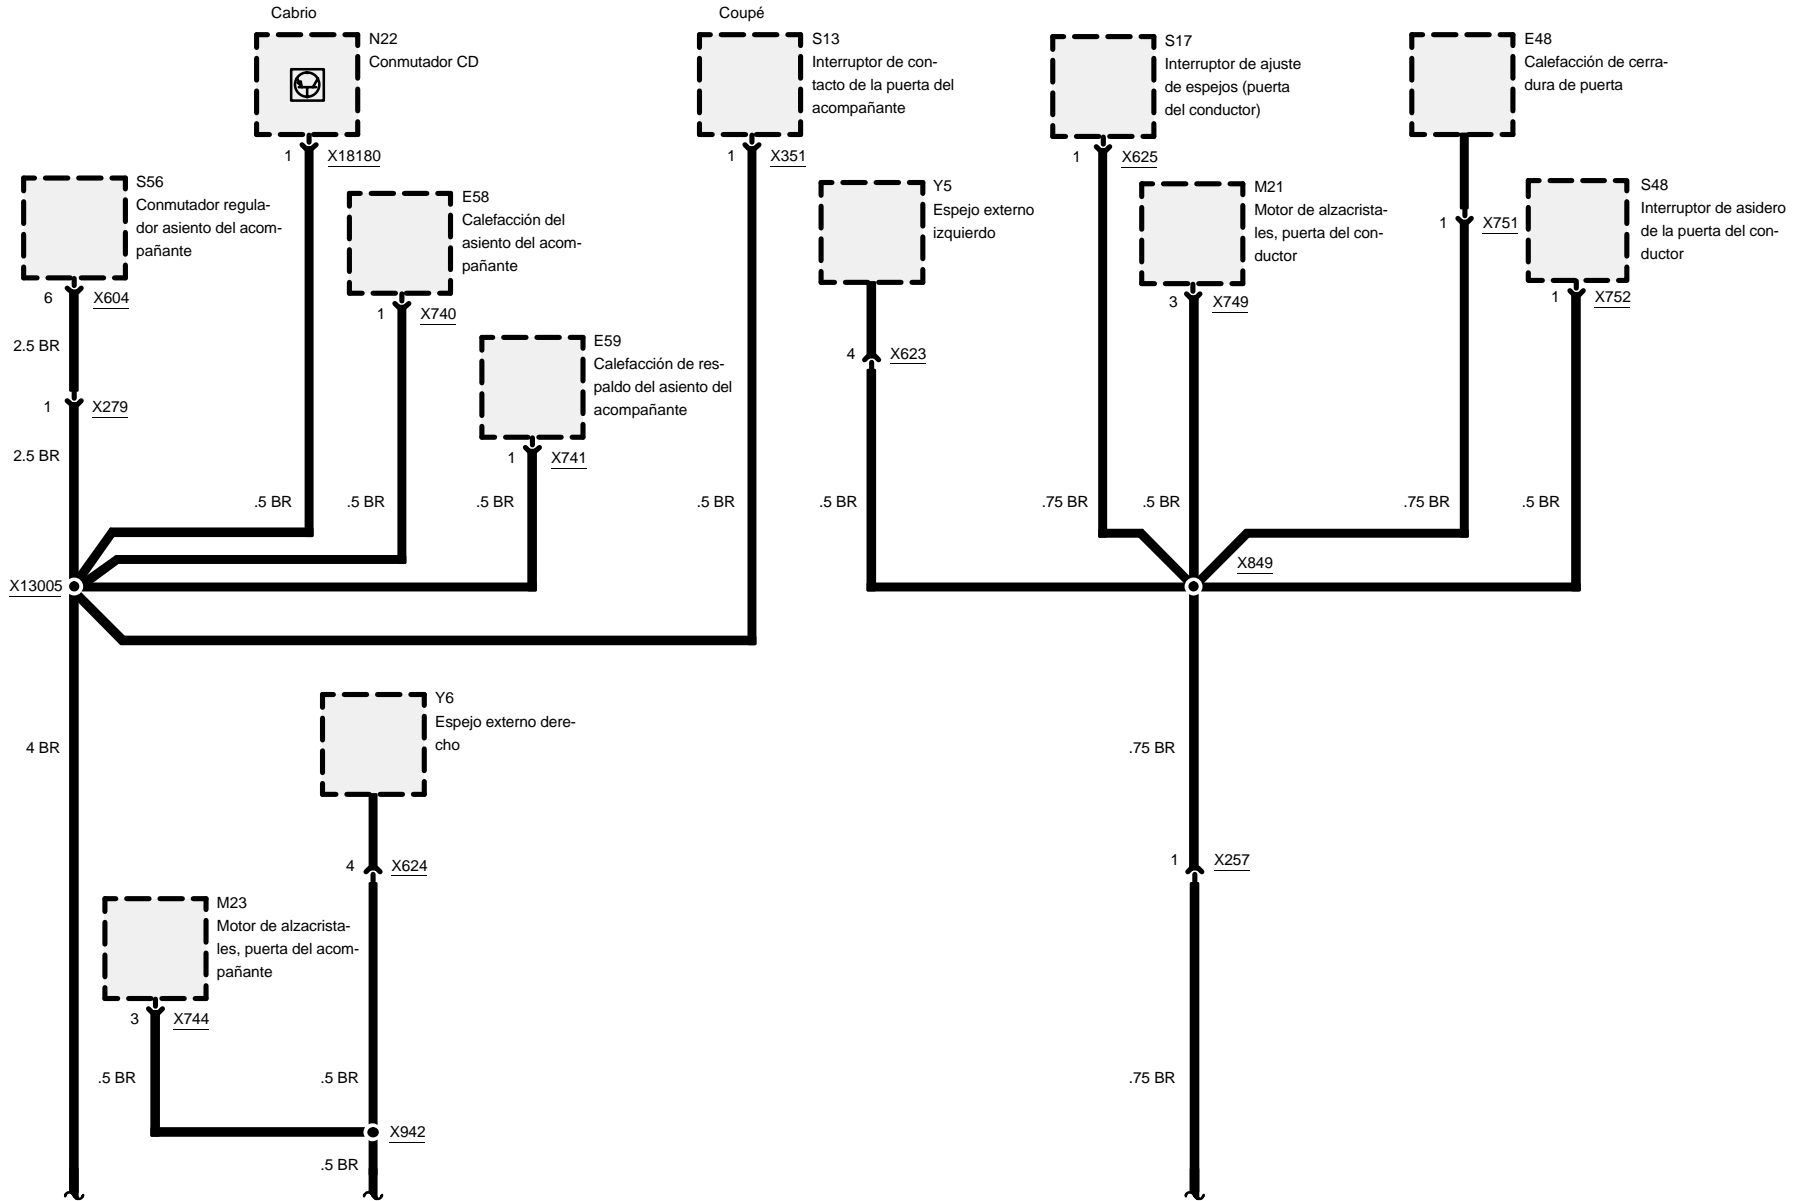 Cabrio
Coupé
N22
Conmutador CD
1
X18180
S13
Interruptor de con-
tacto de la puerta del
acompañante
1
X351
S17
Interruptor de ajuste
de espejos (puerta
del conductor)
1
X625
E48
Calefacción de cerra-
dura de puerta
1
X751
S56
Conmutador regula-
dor asiento del acom-
pañante
6
X604
2.5 BR
1
X279
2.5 BR
E58
Calefacción del
asiento del acom-
pañante
1
X740
E59
Calefacción de res-
paldo del asiento del
acompañante
1
X741
Y5
Espejo externo
izquierdo
4
X623
M21
Motor de alzacrista-
les, puerta del con-
ductor
3
X749
S48
Interruptor de asidero
de la puerta del con-
ductor
1
X752
.5 BR
.5 BR
.5 BR
.5 BR
.5 BR
.75 BR
.5 BR
.75 BR
.5 BR
X13005
X849
Y6
Espejo externo dere-
cho
4 BR
.75 BR
4
X624
1
X257
M23
Motor de alzacrista-
les, puerta del acom-
pañante
3
X744
.5 BR
.5 BR
.75 BR
X942
.5 BR